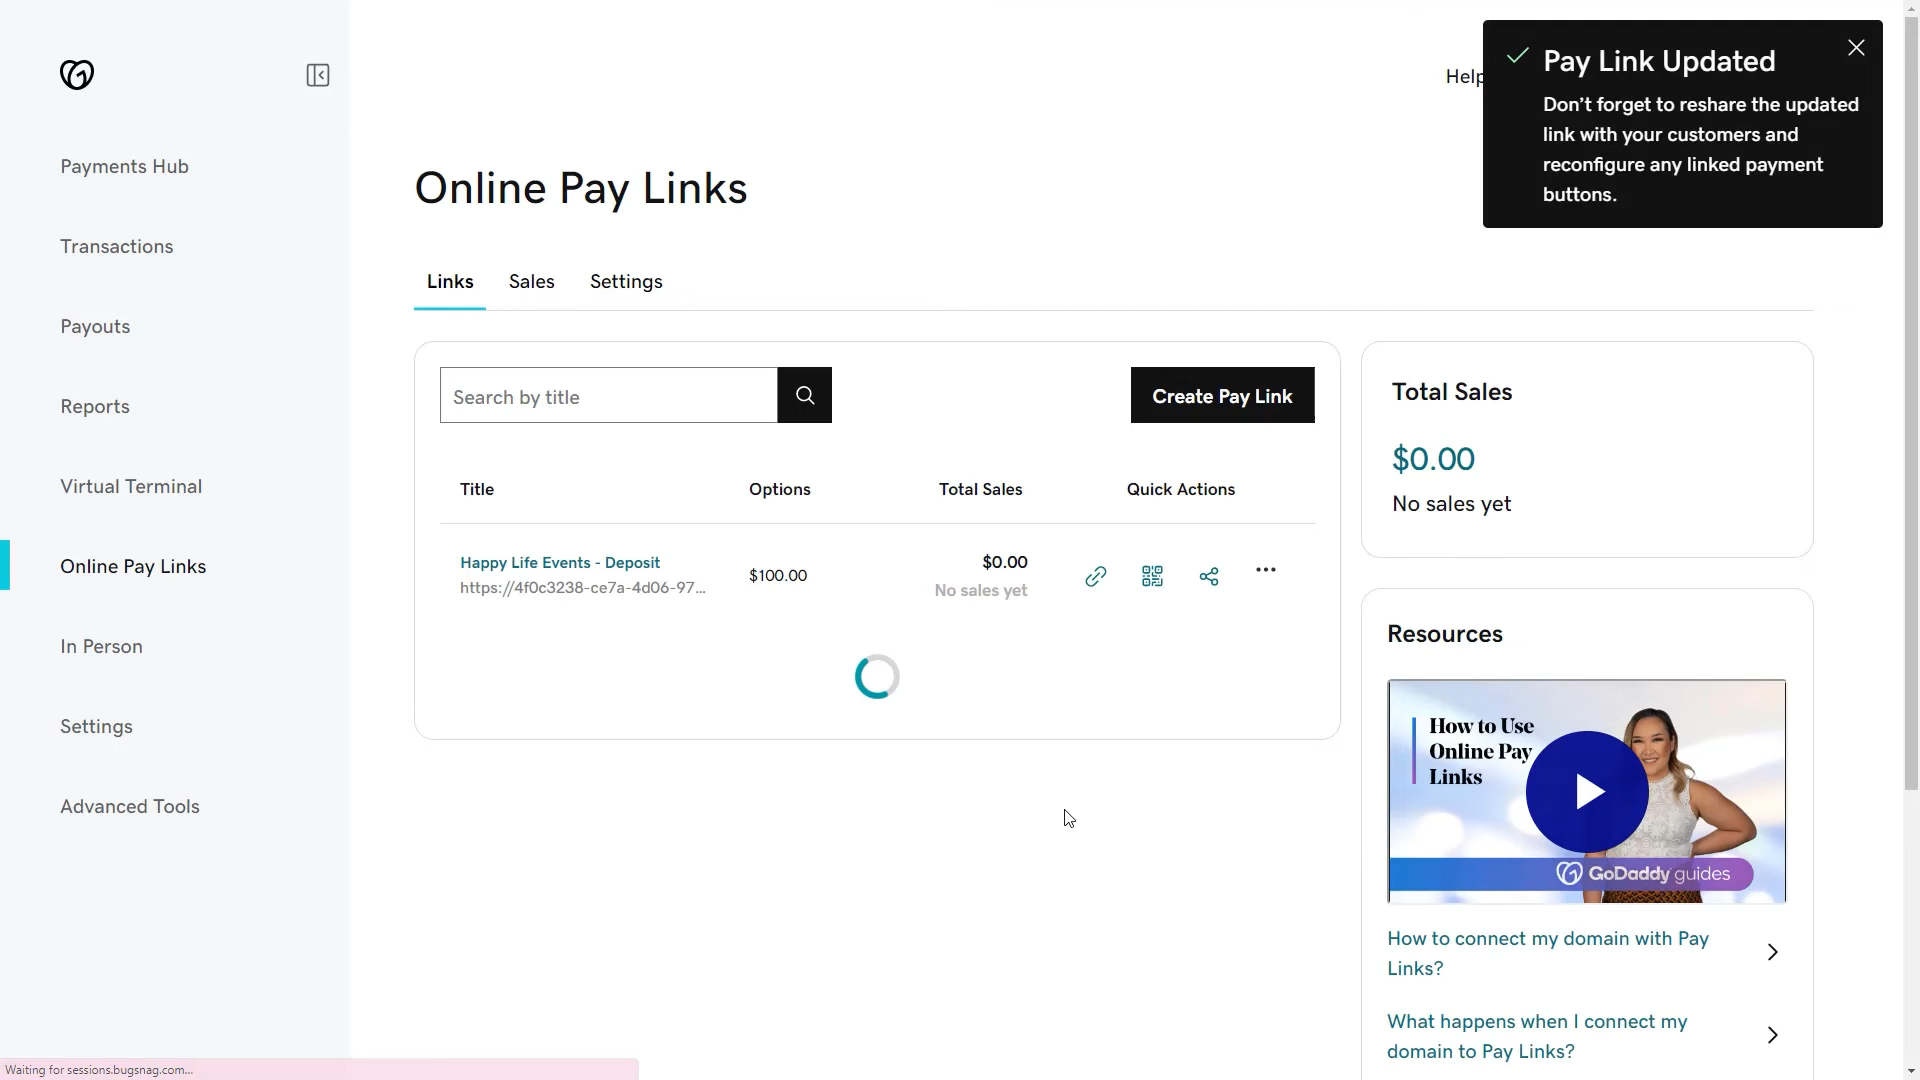 Payments Hub
Transactions
Payouts
Reports
Virtual Terminal
Online Pay Links
In Person
Settings
Advanced Tools
Help
Pay Link Updated
Don't forget to reshare the updated
link with your customers and
reconfigure any linked payment
buttons.
Online Pay Links
Links Sales Settings
Search by title
Create Pay Link
Title Options Total Sales Quick Actions
Happy Life Events - Deposit
https://4f0c3238-ce7a-4d06-97...
$100.00
$0.00
No sales yet
Total Sales
$0.00
No sales yet
Resources
How to Use
Online Pay
Links
GoDaddy guides
How to connect my domain with Pay
Links?
What happens when I connect my
domain to Pay Links?
Waiting for sessions.bugsnag.com...